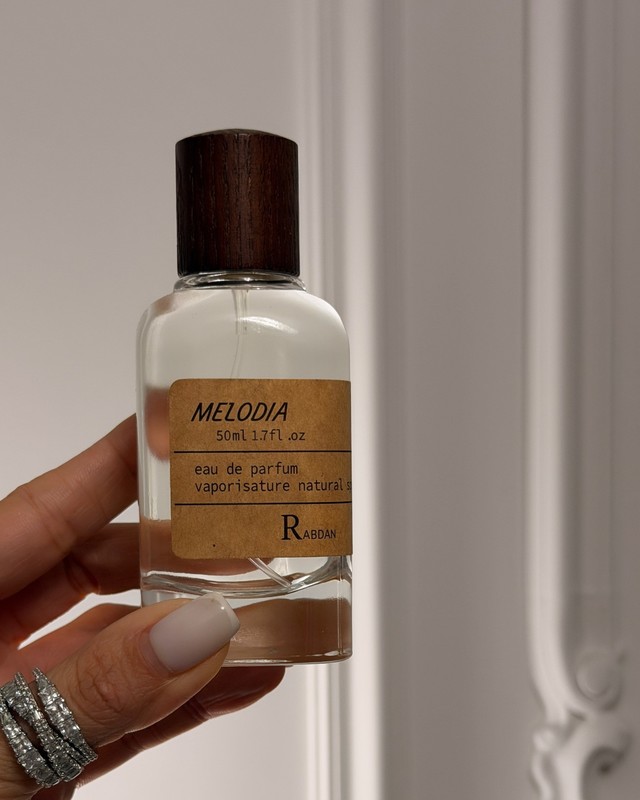 MELODIA
50ml 1.7fl .oz
eau de parfum
vaporisature natural
RABDAN